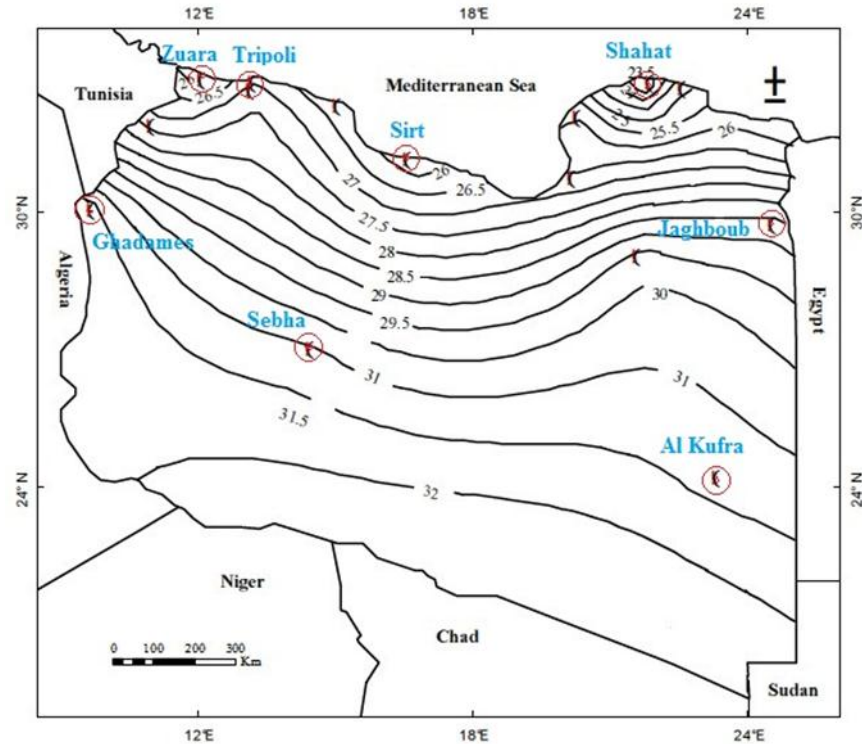 12°E 18°E 24°E
Zuara Tripoli Shahat
Mediterranean Sea
Tunisia
23.5
26.5
25
25.5 26
Sirt
26
26.5
27
30°N 30°N
27.5
Ghadames Jaghboub
28
28.5
29
29.5
30
Algeria
Egypt
Sebha
31 31
31.5
Al Kufra
24°N 24°N
32
Niger
Chad
Sudan
0 100 200 300
Km
12°E 18°E 24°E